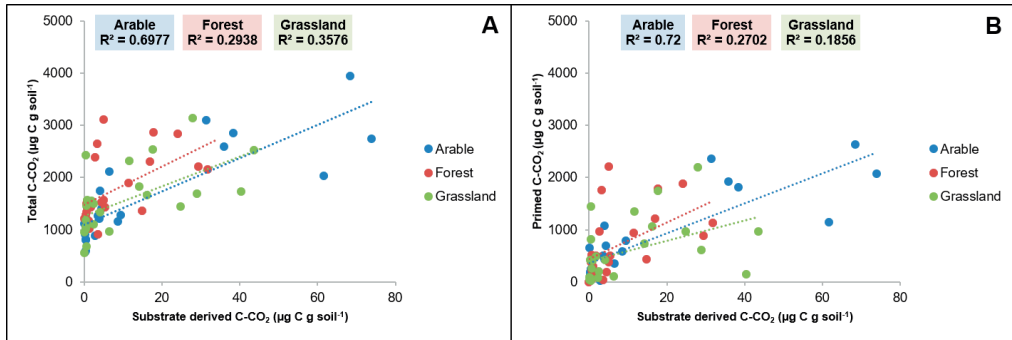 Arable
R² = 0.6977
Forest
R² = 0.2938
Grassland
R² = 0.3576
A
5000
4000
3000
2000
1000
0
0 20 40 60 80
Total C-CO₂ (µg C g soil⁻¹)
Substrate derived C-CO₂ (µg C g soil⁻¹)
Arable
Forest
Grassland
Arable
R² = 0.72
Forest
R² = 0.2702
Grassland
R² = 0.1856
B
5000
4000
3000
2000
1000
0
0 20 40 60 80
Primed C-CO₂ (µg C g soil⁻¹)
Substrate derived C-CO₂ (µg C g soil⁻¹)
Arable
Forest
Grassland